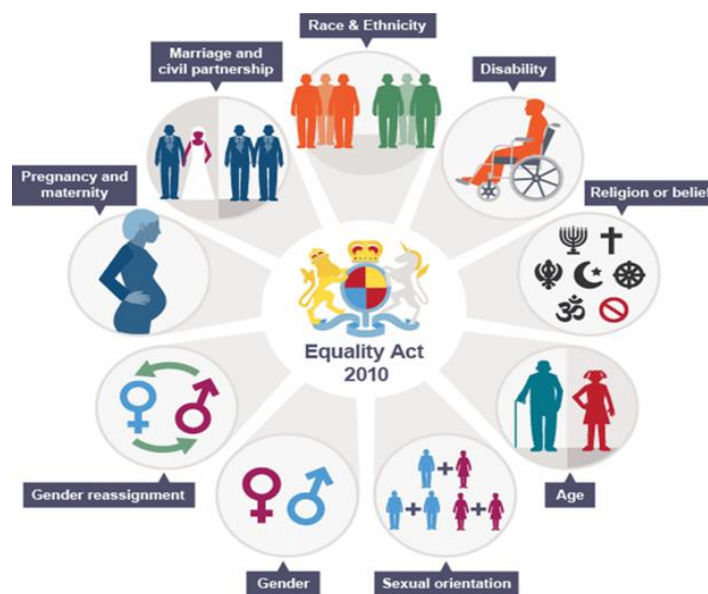 Race & Ethnicity
Marriage and
civil partnership
Disability
Pregnancy and
maternity
Religion or belief
Equality Act
2010
Gender reassignment
Age
Gender
Sexual orientation